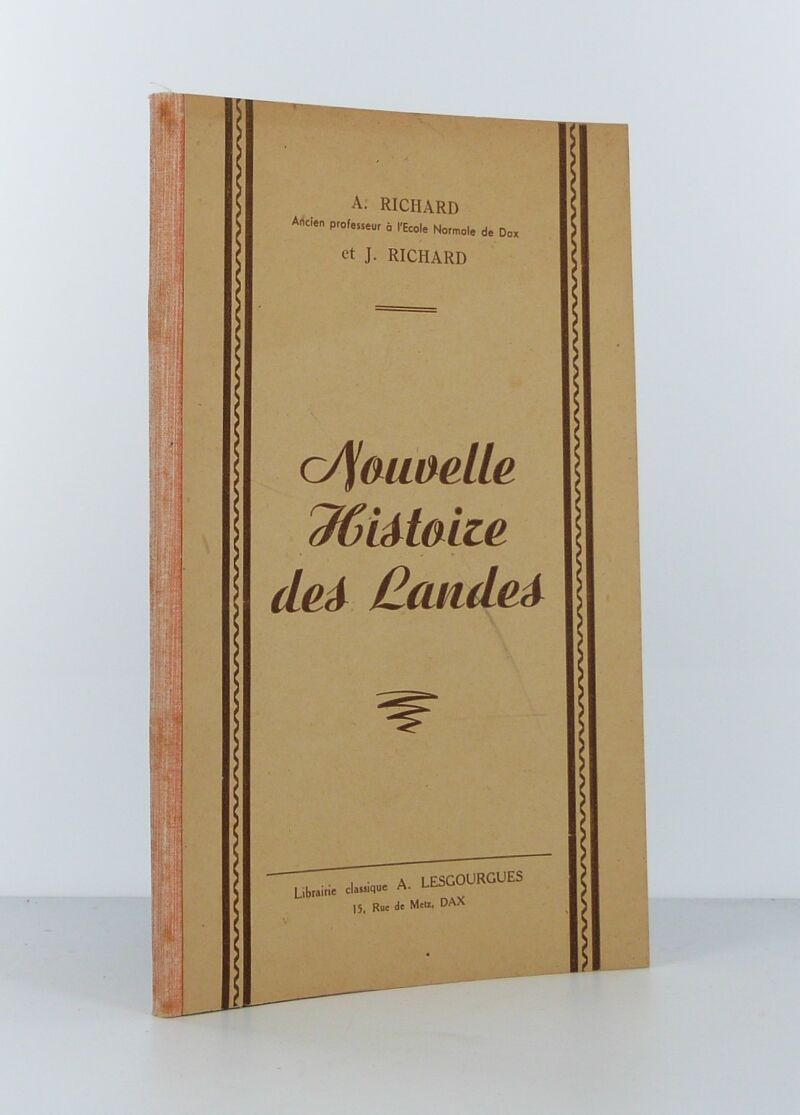 A. RICHARD
Ancien professeur à l'Ecole Normale de Dax
et J. RICHARD
Nouvelle
Histoire
des Landes
Librairie classique A. LESGOURGUES
15, Rue de Metz, DAX